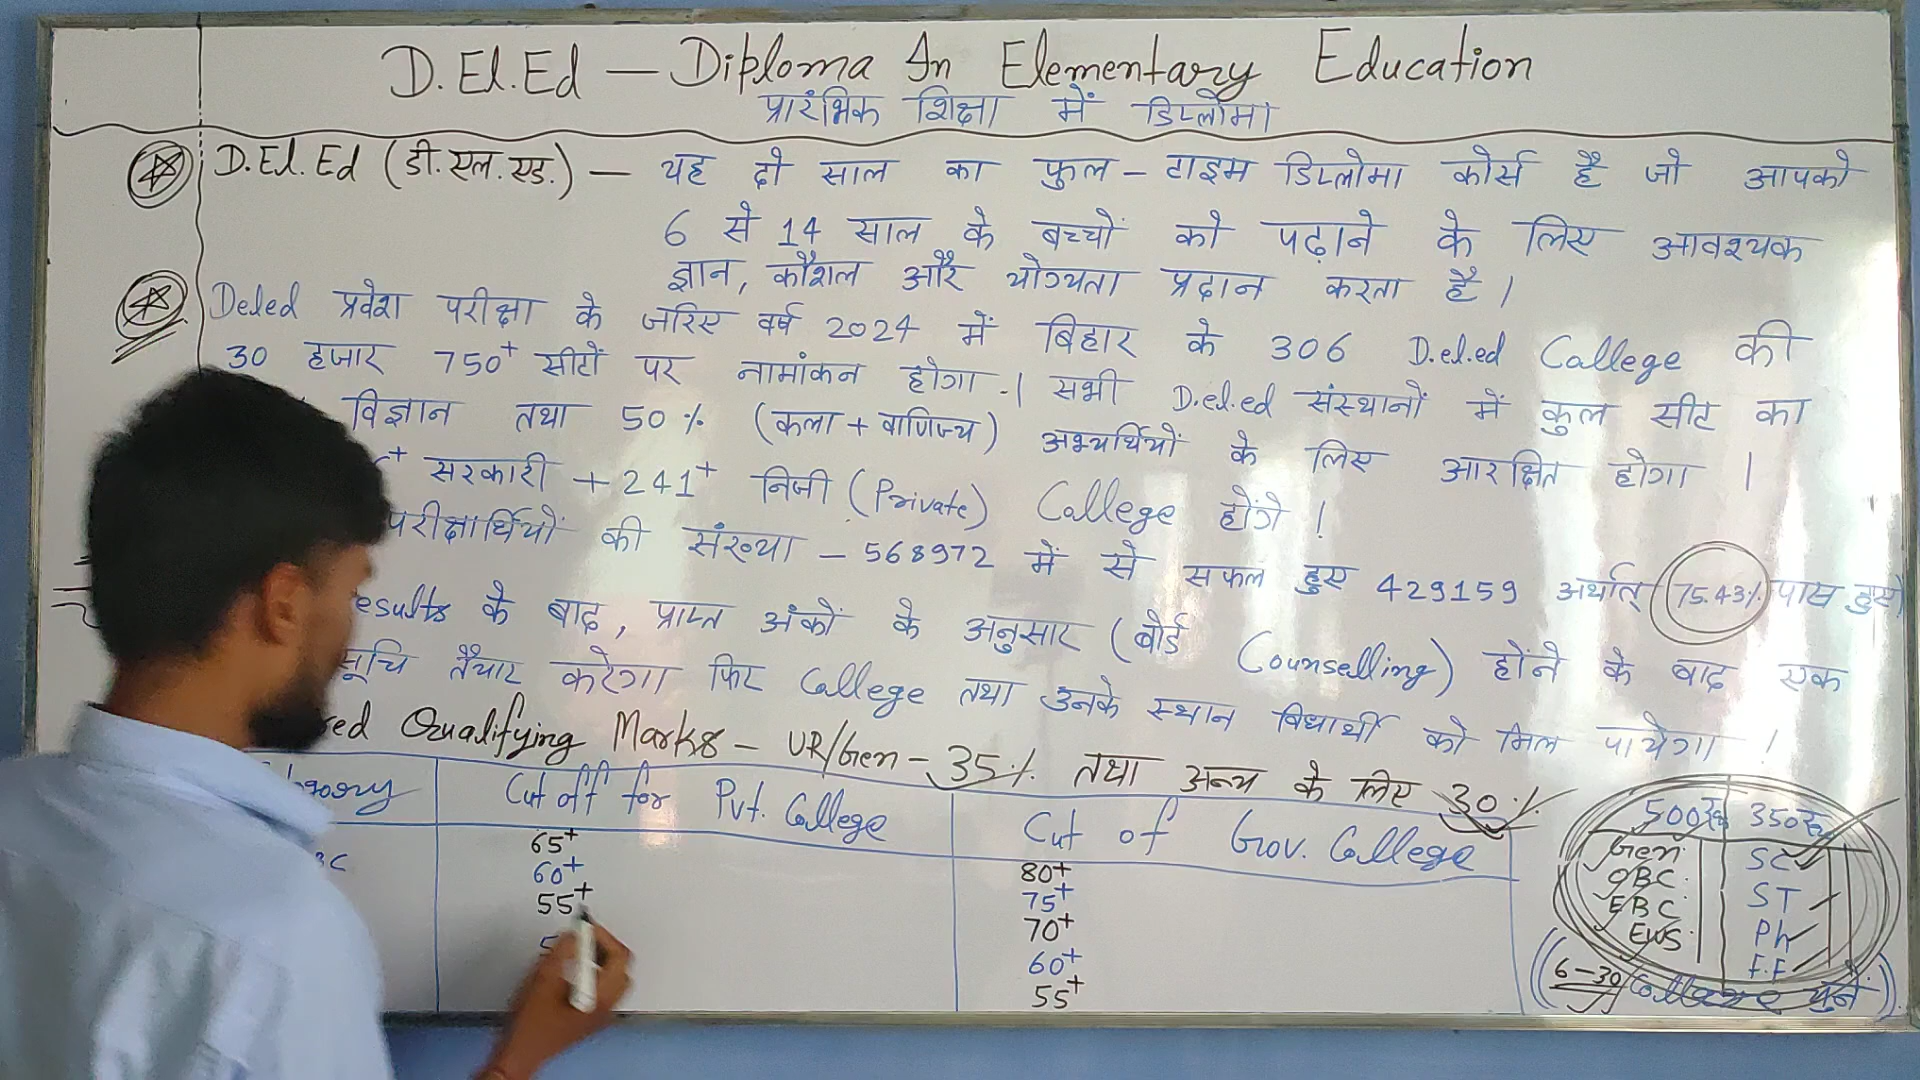 D.El.Ed — Diploma In Elementary Education
प्रारंभिक शिक्षा में डिप्लोमा
D.El.Ed (डी.एल.एड.) — यह दो साल का फुल-टाइम डिप्लोमा कोर्स है जो आपको
6 से 14 साल के बच्चों को पढ़ाने के लिए आवश्यक
ज्ञान, कौशल और योग्यता प्रदान करता है।
Deled प्रवेश परीक्षा के जरिए वर्ष 2024 में बिहार के 306 D.el.ed College की
30 हजार 750+ सीटों पर नामांकन होगा। सभी D.el.ed संस्थानों में कुल सीट का
विज्ञान तथा 50% (कला + वाणिज्य) अभ्यर्थियों के लिए आरक्षित होगा।
+ सरकारी + 241+ निजी (Private) College होंगे!
परीक्षार्थियों की संख्या - 568972 में से सफल हुए 429159 अर्थात् 75.43% पास हुए
esults के बाद, प्राप्त अंकों के अनुसार (बोर्ड Counselling) होंने के बाद एक
सूचि तैयार करेगा फिर College तथा उनके स्थान विधार्थी को मिल पायेगा!
red Qualifying Marks - UR/Gen - 35% तथा अन्य के लिए 30%
egory Cut off for Pvt. College Cut of Gov. College
65+ 80+
BC 60+ 75+
55+ 70+
5 60+
55+
500रू 350रू
Gen SC
OBC ST
EBC Ph
EWS F.F
6-30 College चुने